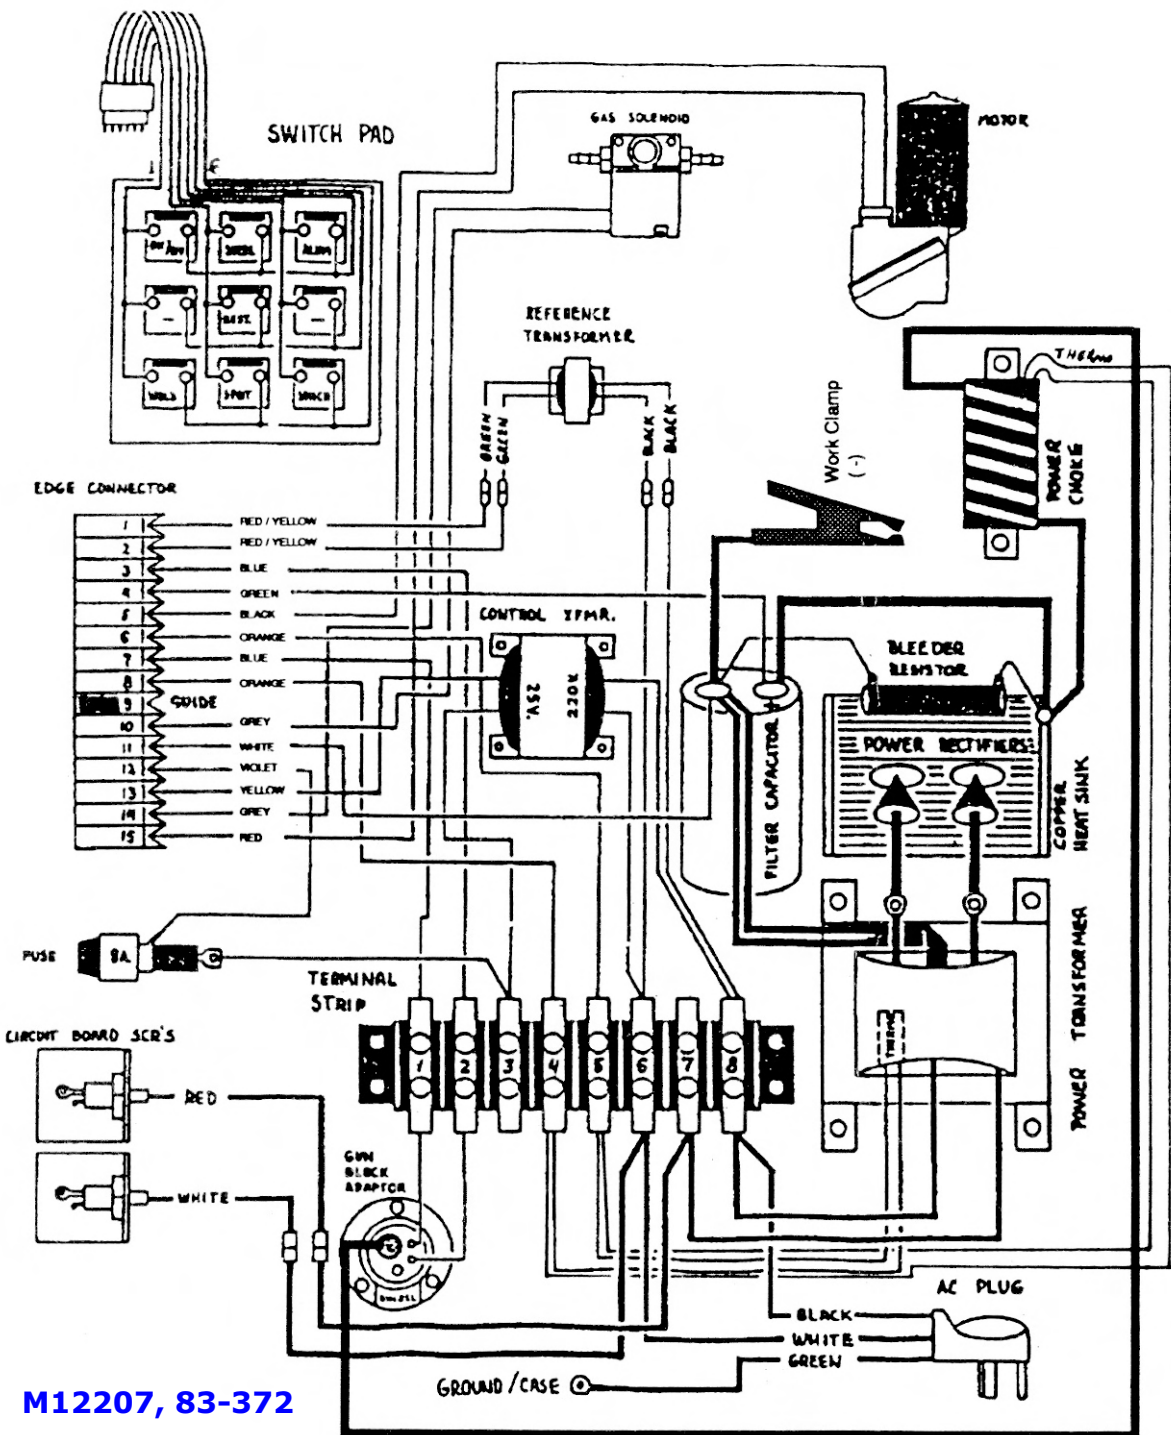 SWITCH PAD
GAS SOLENOID
MOTOR
STEEL
ALUM
—
—
WELD
SPOT
REFERENCE
TRANSFORMER
THERMO
GREEN
GREEN
BLACK
BLACK
Work Clamp
(-)
POWER
CHOKE
EDGE CONNECTOR
1 RED / YELLOW
2 RED / YELLOW
3 BLUE
4 GREEN
5 BLACK
6 ORANGE
7 BLUE
8 ORANGE
9 GUIDE
10 GREY
11 WHITE
12 VIOLET
13 YELLOW
14 GREY
15 RED
CONTROL XFMR.
25V.
220V
BLEEDER
RESISTOR
+
FILTER CAPACITOR
POWER RECTIFIERS
COPPER
HEAT SINK
FUSE
8A
TERMINAL
STRIP
1 2 3 4 5 6 7 8
THERMO
POWER TRANSFORMER
CIRCUIT BOARD SCR'S
RED
WHITE
GUN
BLOCK
ADAPTOR
AC PLUG
BLACK
WHITE
GREEN
GROUND/CASE
M12207, 83-372